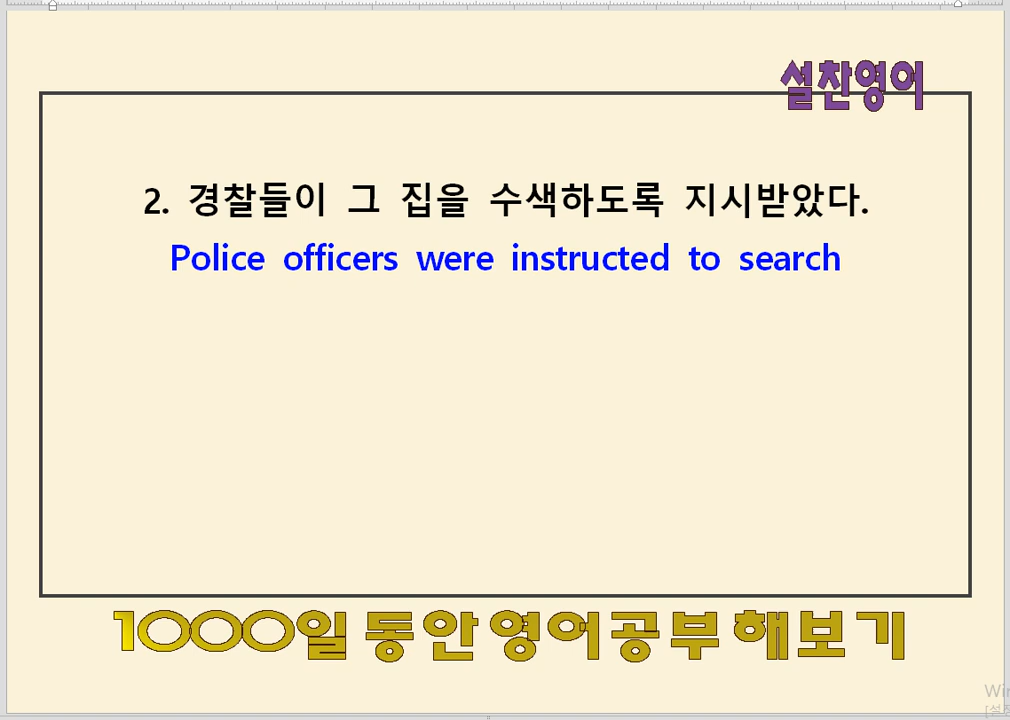 설찬영어
2. 경찰들이 그 집을 수색하도록 지시받았다.
Police officers were instructed to search
1000일동안영어공부해보기